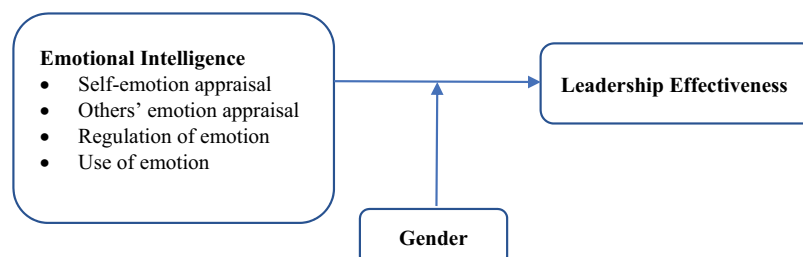 Emotional Intelligence
• Self-emotion appraisal
• Others’ emotion appraisal
• Regulation of emotion
• Use of emotion
Leadership Effectiveness
Gender